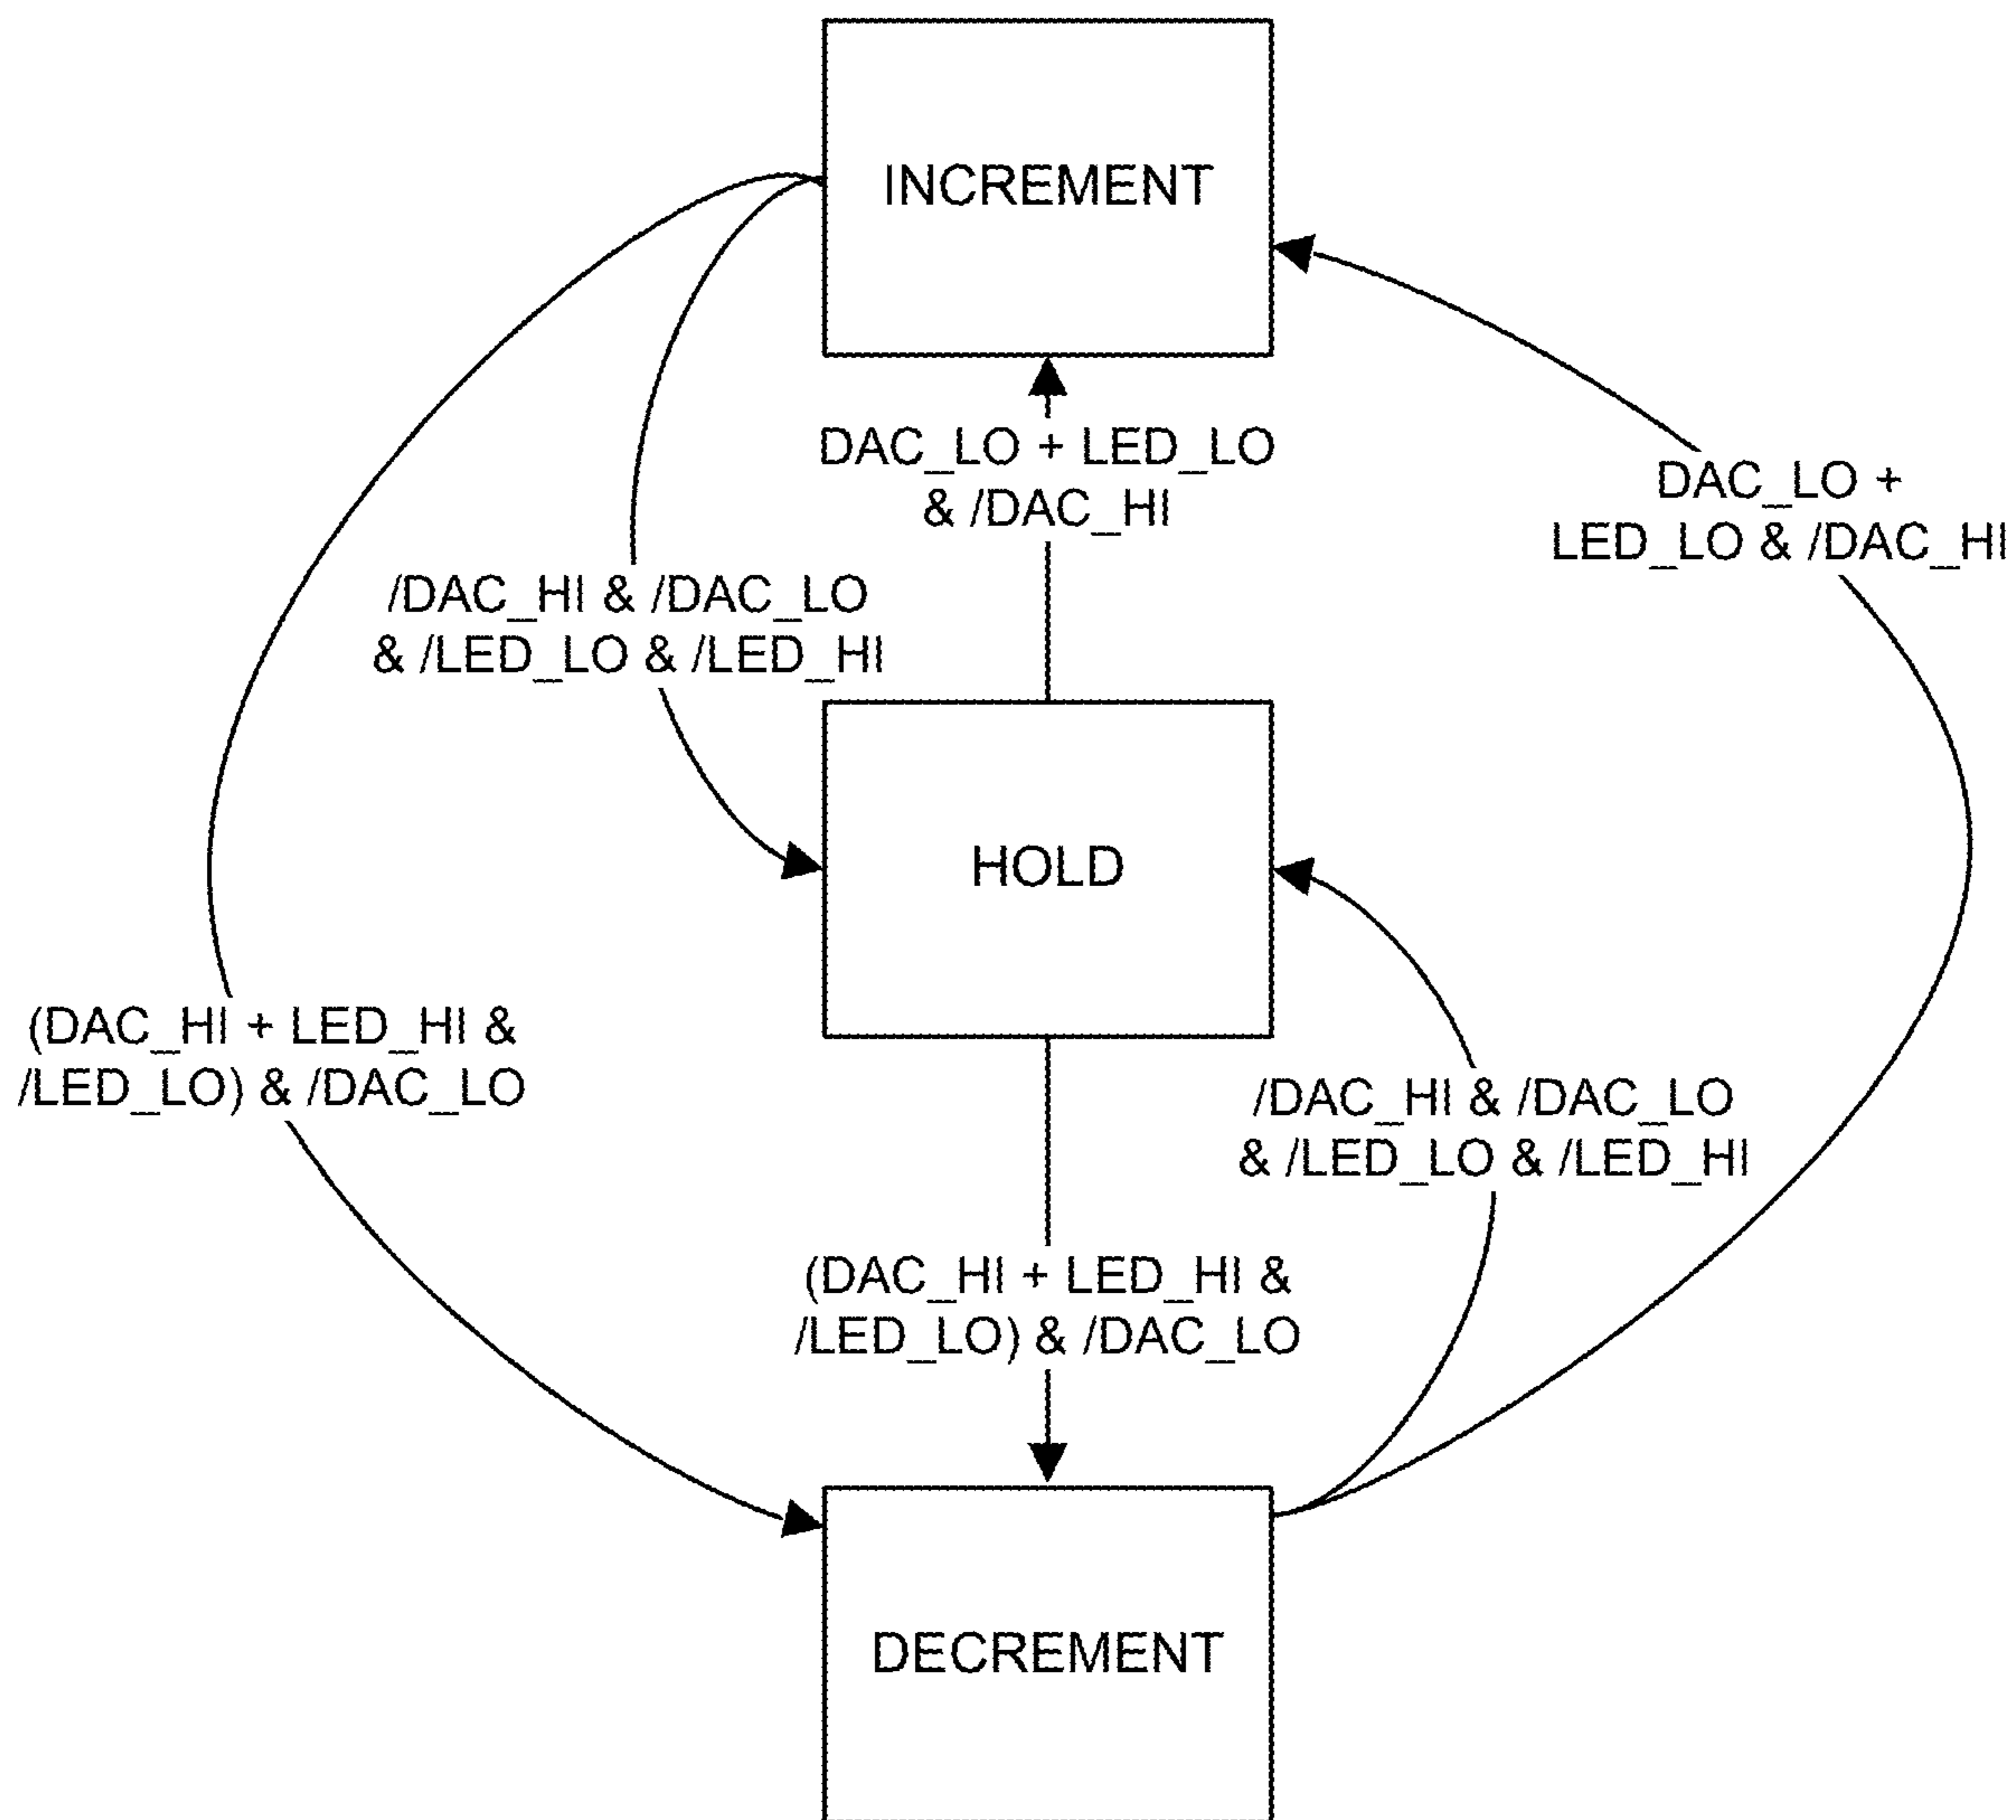 INCREMENT
DAC_LO + LED_LO
& /DAC_HI
DAC_LO +
LED_LO & /DAC_HI
/DAC_HI & /DAC_LO
& /LED_LO & /LED_HI
HOLD
(DAC_HI + LED_HI &
/LED_LO) & /DAC_LO
/DAC_HI & /DAC_LO
& /LED_LO & /LED_HI
(DAC_HI + LED_HI &
/LED_LO) & /DAC_LO
DECREMENT